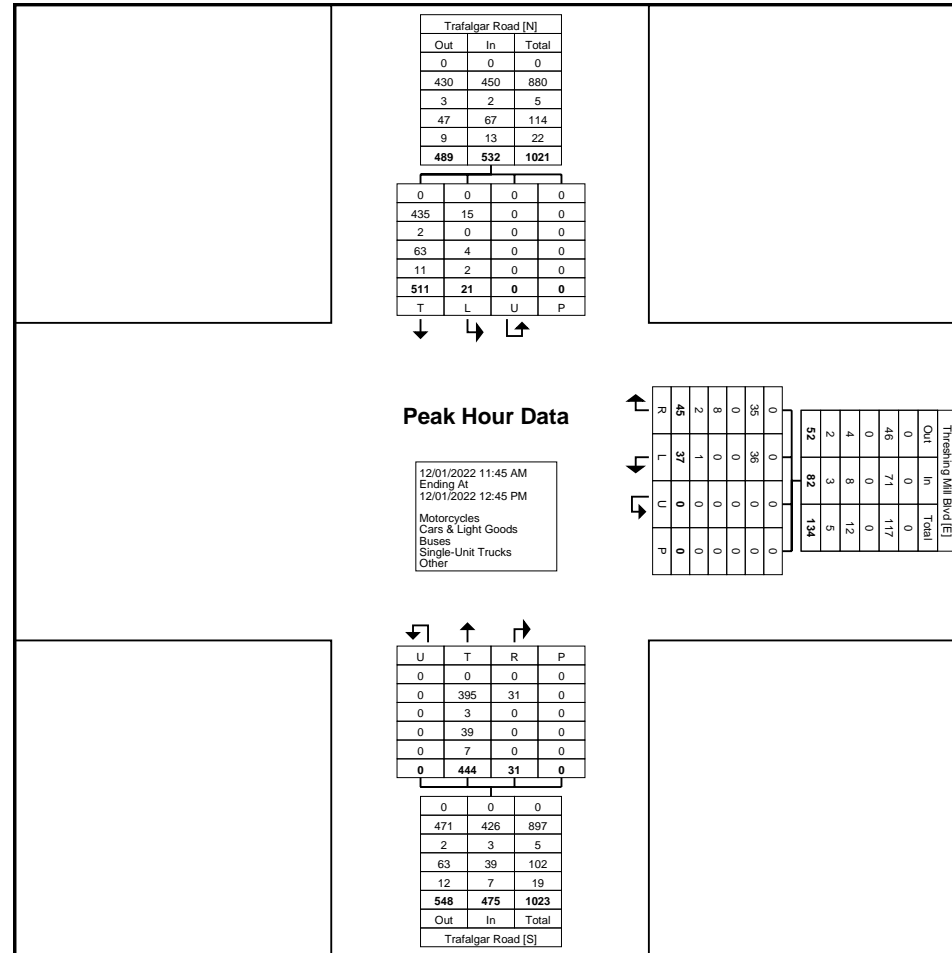 Trafalgar Road [N]
Out In Total
0 0 0
430 450 880
3 2 5
47 67 114
9 13 22
489 532 1021
0 0 0 0
435 15 0 0
2 0 0 0
63 4 0 0
11 2 0 0
511 21 0 0
T L U P
Peak Hour Data
12/01/2022 11:45 AM
Ending At
12/01/2022 12:45 PM
Motorcycles
Cars & Light Goods
Buses
Single-Unit Trucks
Other
Threshing Mill Blvd [E]
Out In Total
0 0 0
46 71 117
0 0 0
4 8 12
2 3 5
52 82 134
0 0 0 0
35 36 0 0
0 0 0 0
8 0 0 0
2 1 0 0
45 37 0 0
R L U P
U T R P
0 0 0 0
0 395 31 0
0 3 0 0
0 39 0 0
0 7 0 0
0 444 31 0
0 0 0
471 426 897
2 3 5
63 39 102
12 7 19
548 475 1023
Out In Total
Trafalgar Road [S]